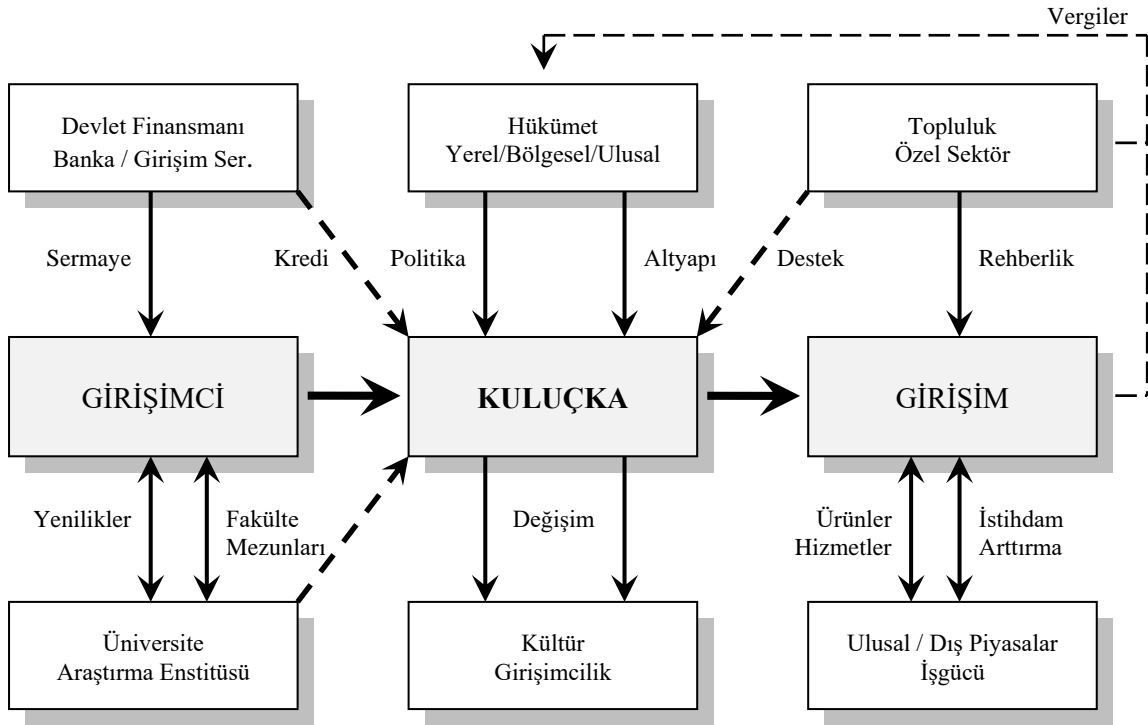 Vergiler
Devlet Finansmanı
Banka / Girişim Ser.
Hükümet
Yerel/Bölgesel/Ulusal
Topluluk
Özel Sektör
Sermaye
Kredi
Politika
Altyapı
Destek
Rehberlik
GİRİŞİMCİ
KULUÇKA
GİRİŞİM
Yenilikler
Fakülte
Mezunları
Değişim
Ürünler
Hizmetler
İstihdam
Arttırma
Üniversite
Araştırma Enstitüsü
Kültür
Girişimcilik
Ulusal / Dış Piyasalar
İşgücü